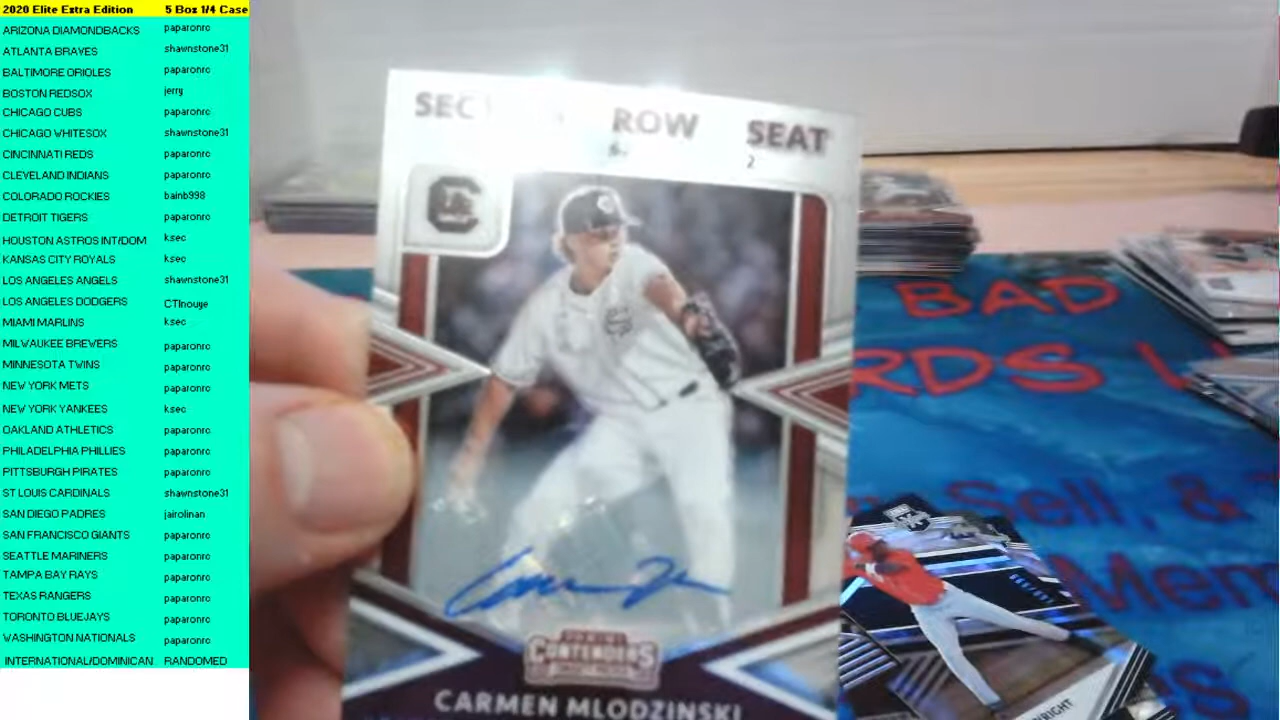 2020 Elite Extra Edition 5 Box 1/4 Case
ARIZONA DIAMONDBACKS paparonro
ATLANTA BRAVES shawnstone31
BALTIMORE ORIOLES paparonro
BOSTON REDSOX jerry
CHICAGO CUBS paparonro
CHICAGO WHITESOX shawnstone31
CINCINNATI REDS paparonro
CLEVELAND INDIANS paparonro
COLORADO ROCKIES bainb998
DETROIT TIGERS paparonro
HOUSTON ASTROS INT/DOM ksec
KANSAS CITY ROYALS ksec
LOS ANGELES ANGELS shawnstone31
LOS ANGELES DODGERS CTInouye
MIAMI MARLINS ksec
MILWAUKEE BREWERS paparonro
MINNESOTA TWINS paparonro
NEW YORK METS paparonro
NEW YORK YANKEES ksec
OAKLAND ATHLETICS paparonro
PHILADELPHIA PHILLIES paparonro
PITTSBURGH PIRATES paparonro
ST LOUIS CARDINALS shawnstone31
SAN DIEGO PADRES jairolinan
SAN FRANCISCO GIANTS paparonro
SEATTLE MARINERS paparonro
TAMPA BAY RAYS paparonro
TEXAS RANGERS paparonro
TORONTO BLUEJAYS paparonro
WASHINGTON NATIONALS paparonro
INTERNATIONAL/DOMINICAN RANDOMED
SEC ROW SEAT
2
PANINI
CONTENDERS
CARMEN MLODZINSKI
BAD
RDS
Sell, &